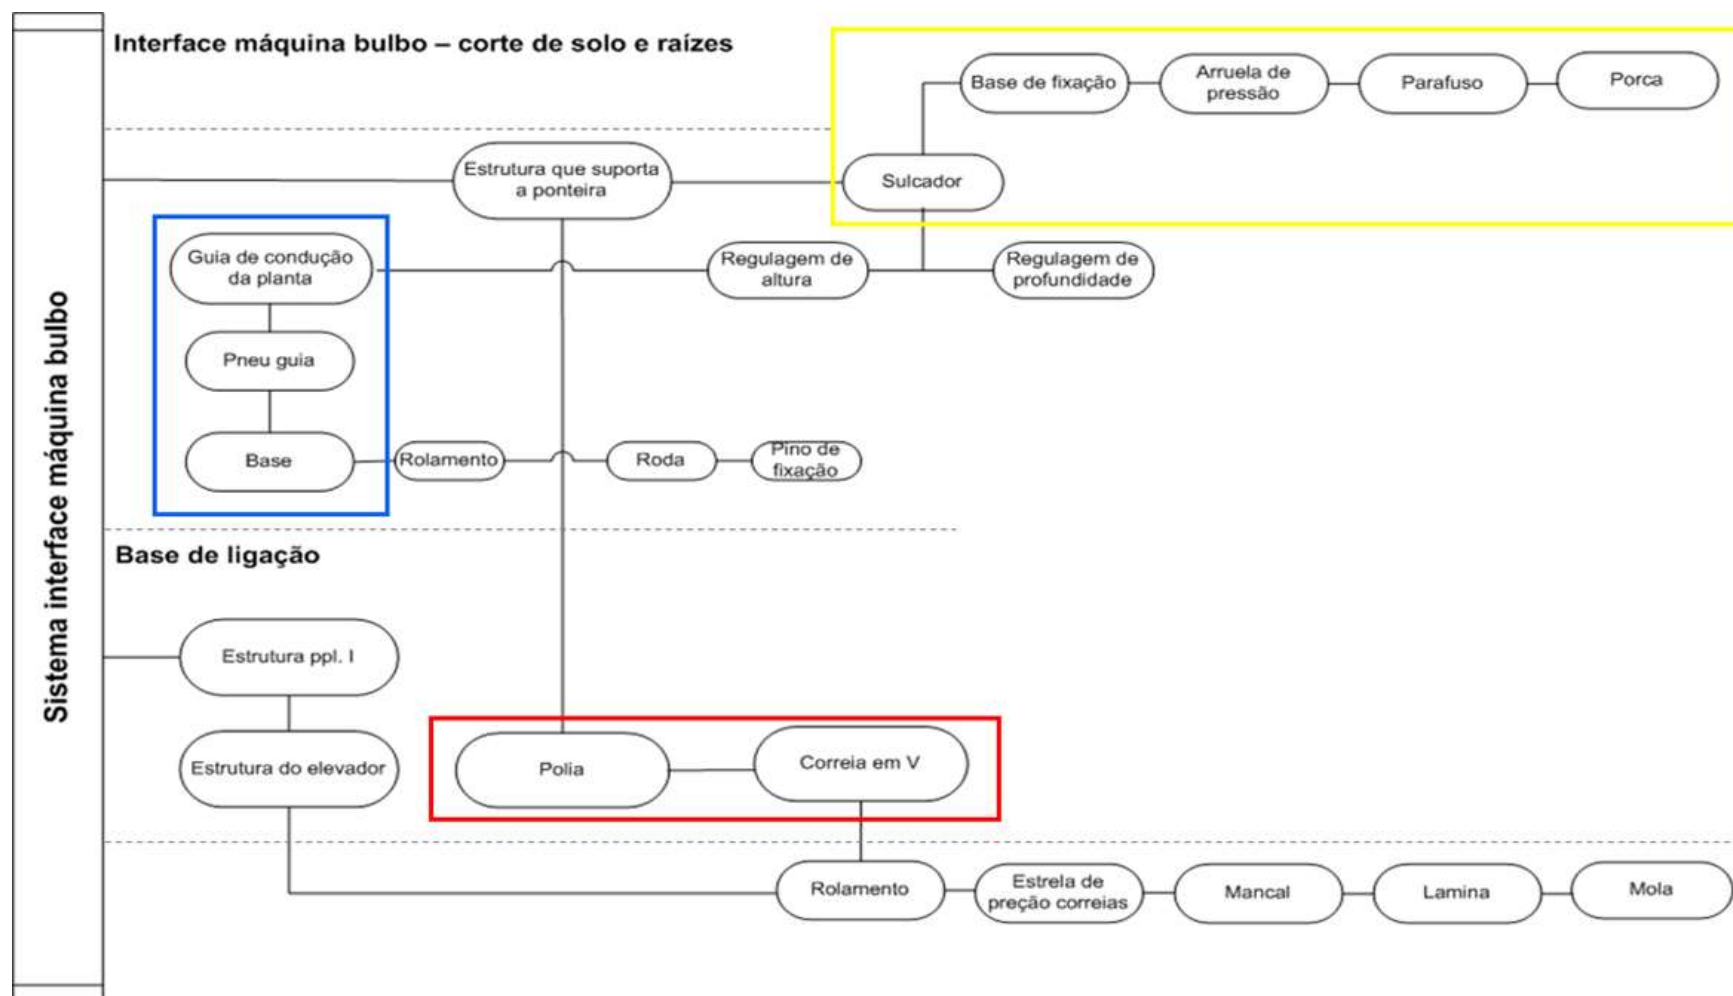 Sistema interface máquina bulbo
Interface máquina bulbo – corte de solo e raízes
Base de fixação
Arruela de
pressão
Parafuso
Porca
Estrutura que suporta
a ponteira
Sulcador
Guia de condução
da planta
Regulagem de
altura
Regulagem de
profundidade
Pneu guia
Base
Rolamento
Roda
Pino de
fixação
Base de ligação
Estrutura ppl. I
Estrutura do elevador
Polia
Correia em V
Rolamento
Estrela de
preção correias
Mancal
Lamina
Mola